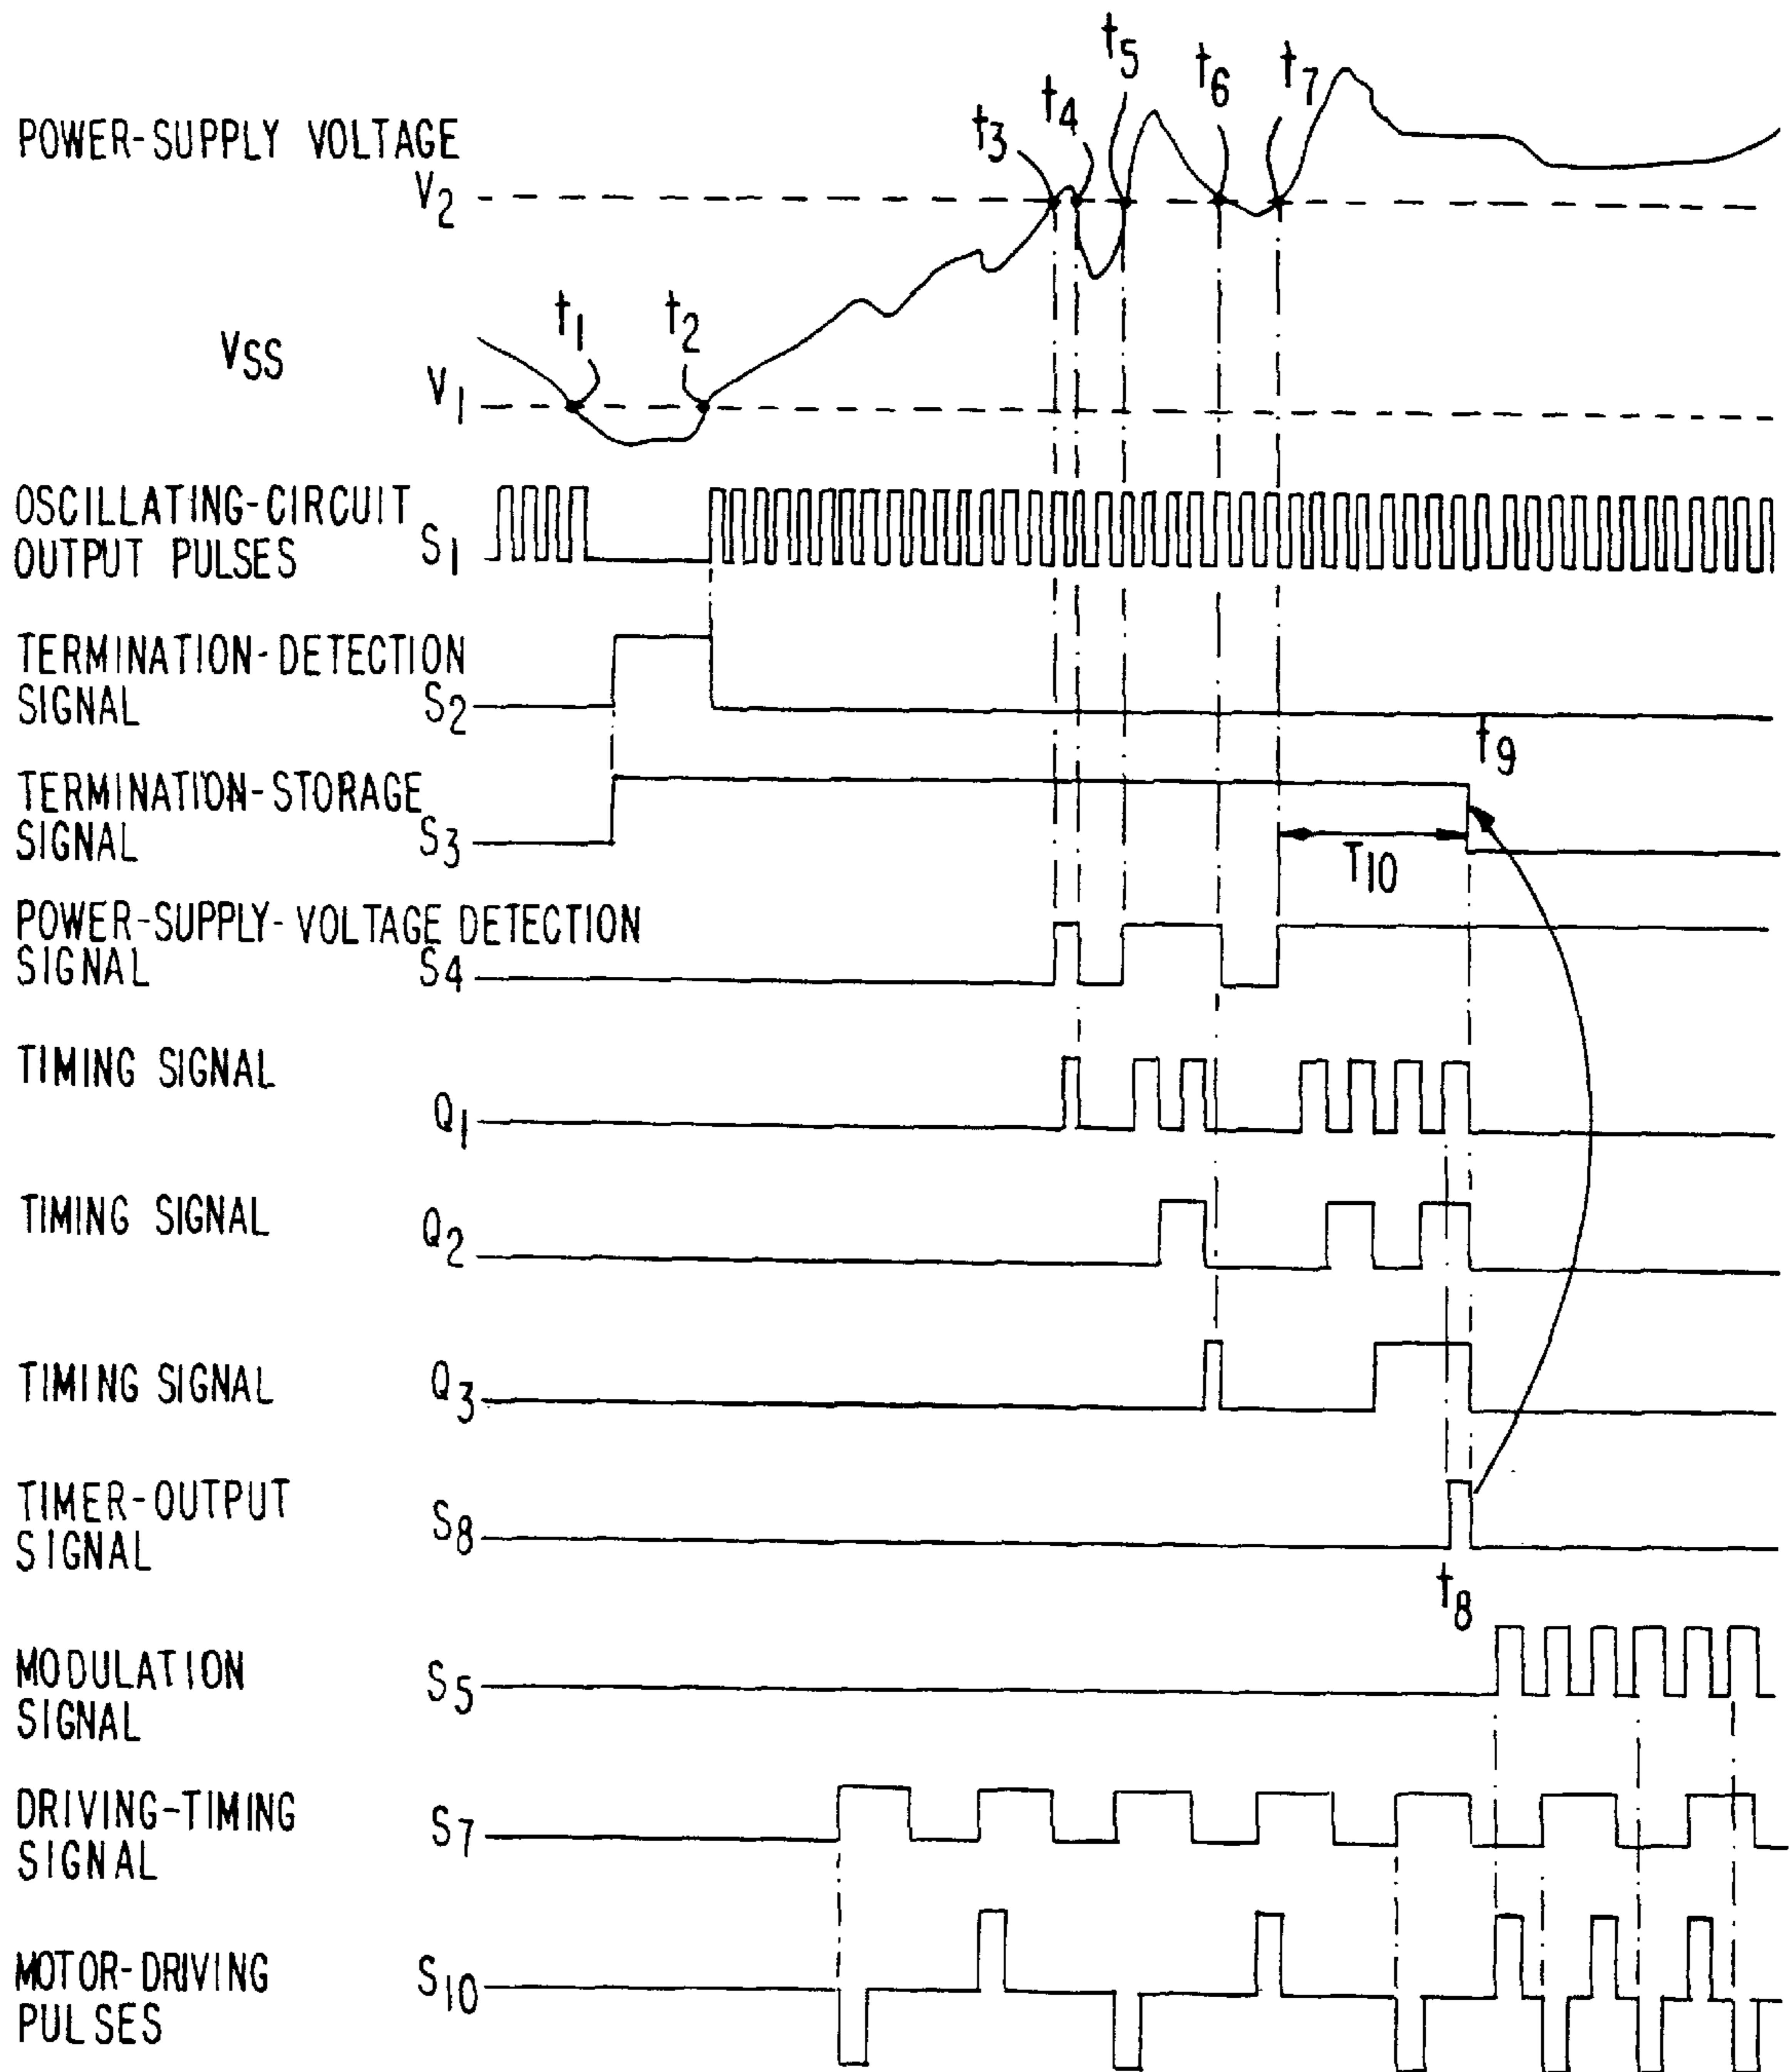 t5
t6
t7
t4
t3
POWER-SUPPLY VOLTAGE
V2
t1
t2
VSS
V1
OSCILLATING-CIRCUIT
OUTPUT PULSES
S1
TERMINATION-DETECTION
SIGNAL
S2
t9
TERMINATION-STORAGE
SIGNAL
S3
T10
POWER-SUPPLY-VOLTAGE DETECTION
SIGNAL
S4
TIMING SIGNAL
Q1
TIMING SIGNAL
Q2
TIMING SIGNAL
Q3
TIMER-OUTPUT
SIGNAL
S8
t8
MODULATION
SIGNAL
S5
DRIVING-TIMING
SIGNAL
S7
MOTOR-DRIVING
PULSES
S10